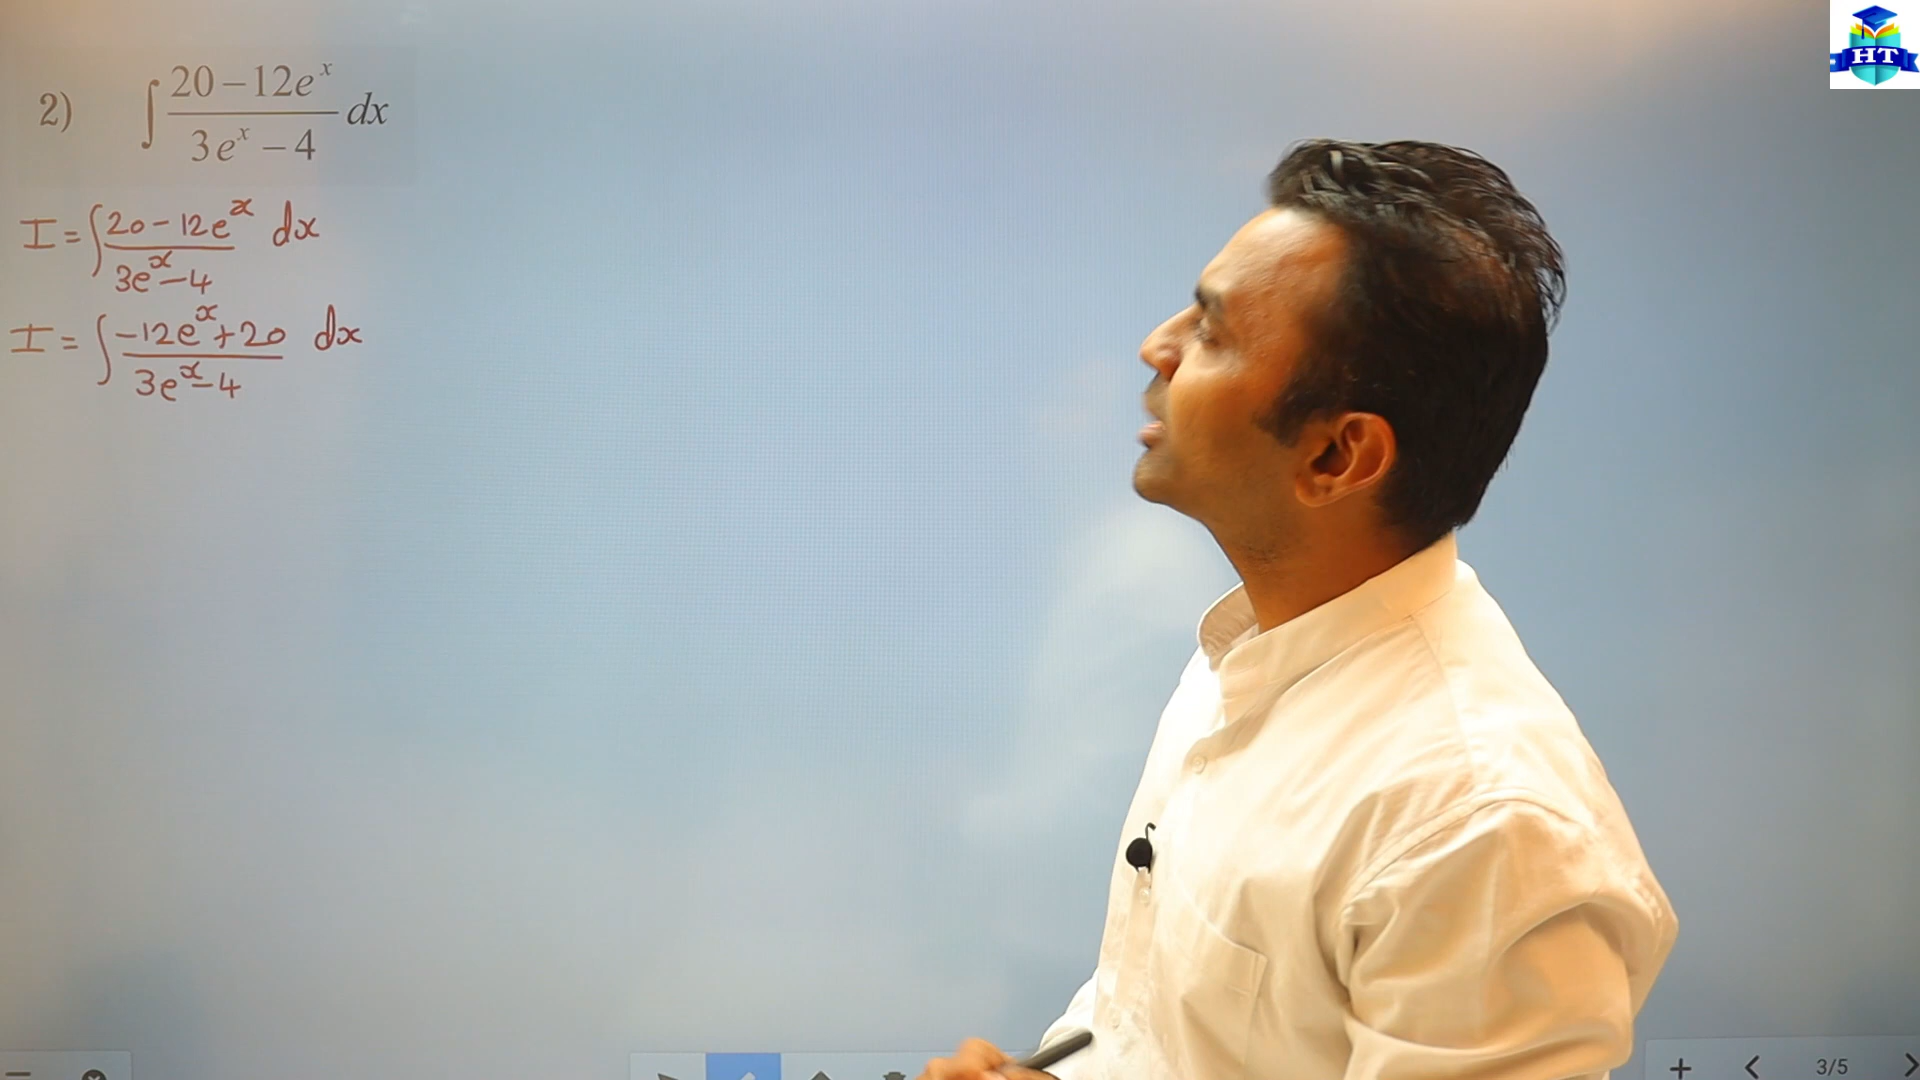 2) ∫ (20 − 12e^x)/(3e^x − 4) dx
I = ∫ (20 − 12e^x)/(3e^x − 4) dx
I = ∫ (−12e^x + 20)/(3e^x − 4) dx
HT
3/5